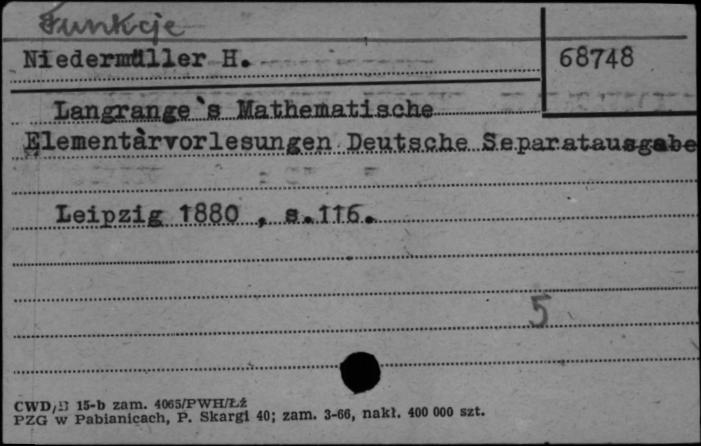 Funkcje
Niedermüller H.
68748
Langrange`s Mathematische
Elementàrvorlesungen Deutsche Separatausgabe
Leipzig 1880 , s.116.
5
CWD/B 15-b zam. 4065/PWH/Łź
PZG w Pabianicach, P. Skargi 40; zam. 3-66, nakł. 400 000 szt.